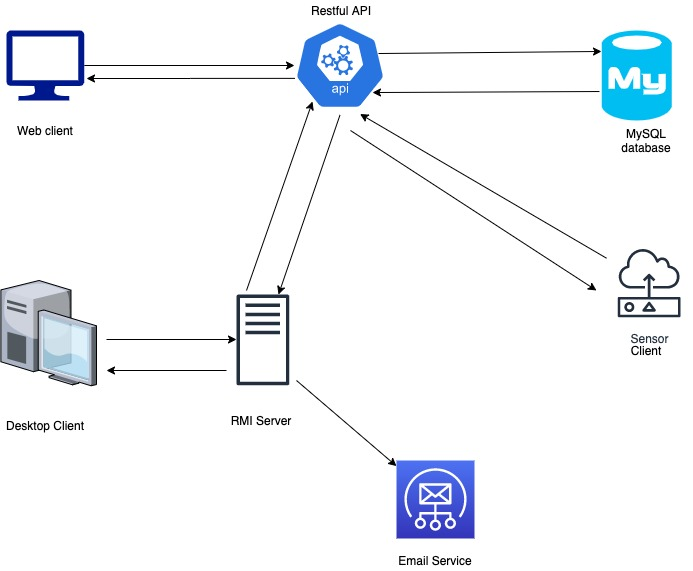 Restful API
api
My
Web client
MySQL
database
Sensor
Client
Desktop Client
RMI Server
Email Service